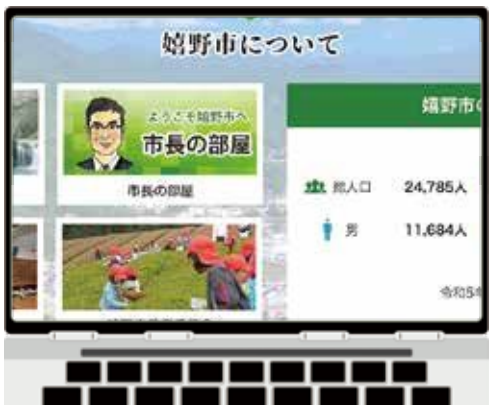 嬉野市について
ようこそ嬉野市へ
市長の部屋
市長の部屋
嬉野市の
総人口 24,785人
男 11,684人
令和5年